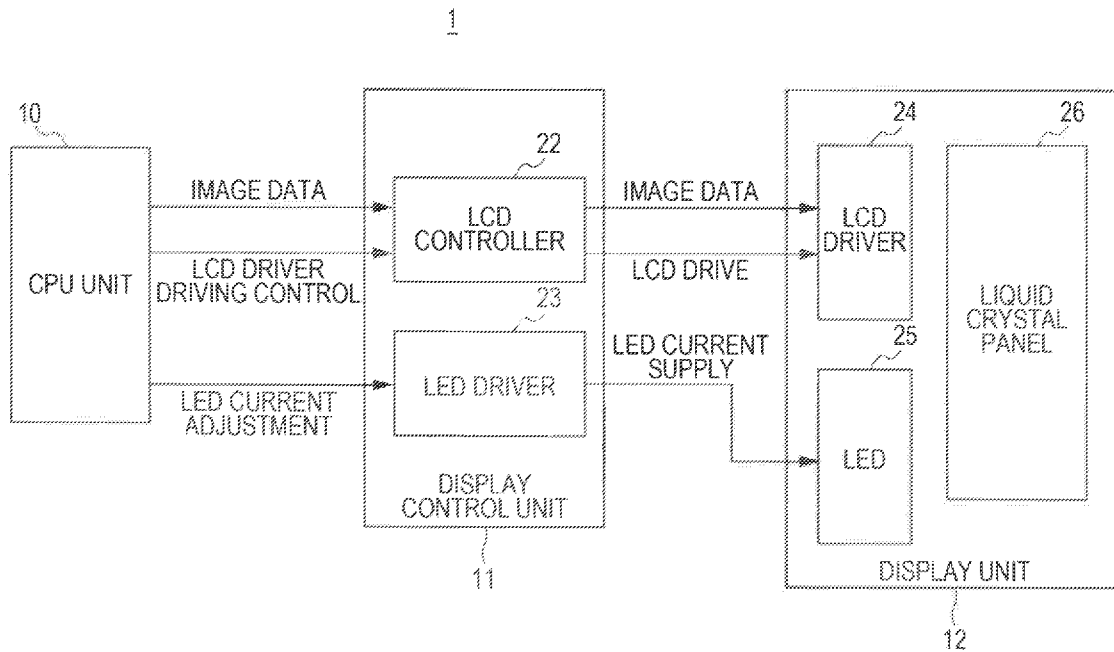 1
10
CPU UNIT
IMAGE DATA
LCD DRIVER
DRIVING CONTROL
LED CURRENT
ADJUSTMENT
22
LCD
CONTROLLER
23
LED DRIVER
DISPLAY
CONTROL UNIT
11
IMAGE DATA
LCD DRIVE
LED CURRENT
SUPPLY
24
LCD
DRIVER
25
LED
26
LIQUID
CRYSTAL
PANEL
DISPLAY UNIT
12